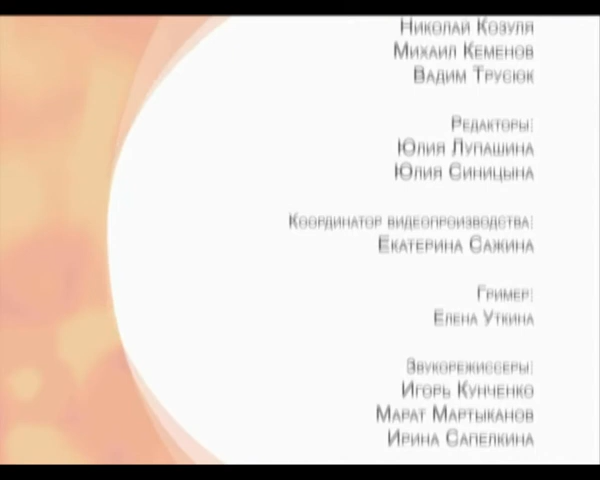 Николай Козуля
Михаил Кеменов
Вадим Трусюк
Редакторы:
Юлия Лупашина
Юлия Синицына
Координатор видеопроизводства:
Екатерина Сажина
Гример:
Елена Уткина
Звукорежиссеры:
Игорь Кунченко
Марат Мартыканов
Ирина Сапелкина